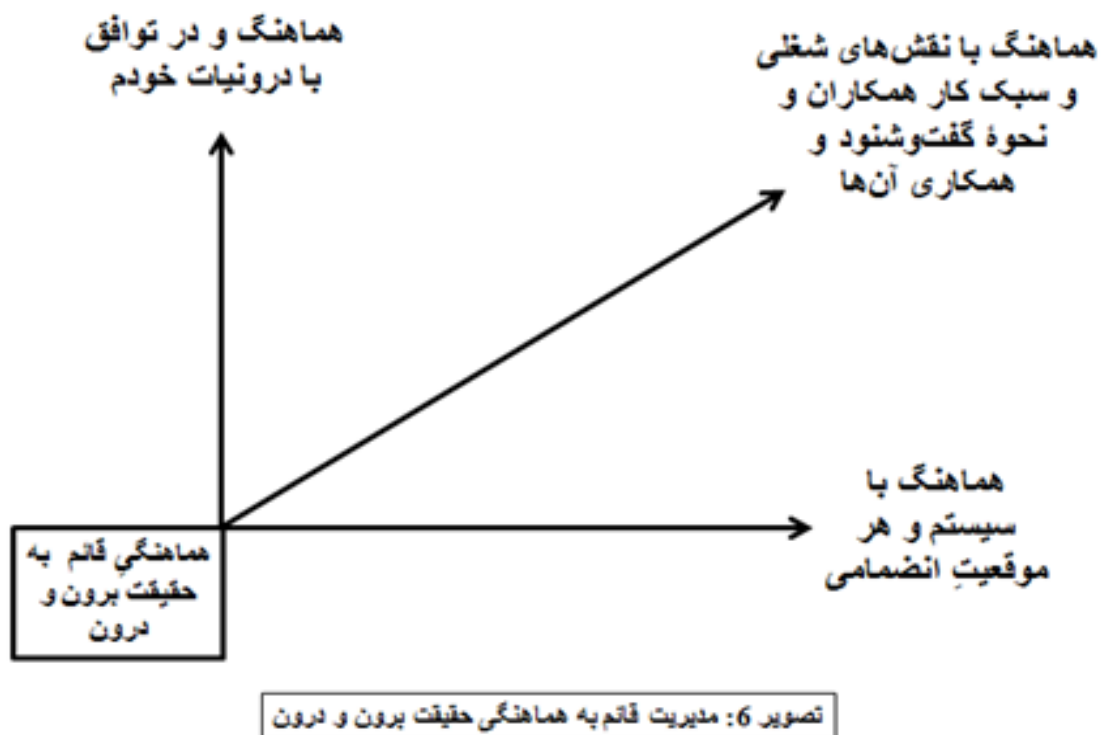 هماهنگ و در توافق
با درونیات خودم
هماهنگ با نقش‌های شغلی
و سبک کار همکاران و
نحوهٔ گفت‌وشنود و
همکاری آن‌ها
هماهنگ با
سیستم و هر
موقعیتِ انضمامی
هماهنگیِ قائم به
حقیقت برون و
درون
تصویر 6: مدیریت قائم به هماهنگی حقیقت برون و درون